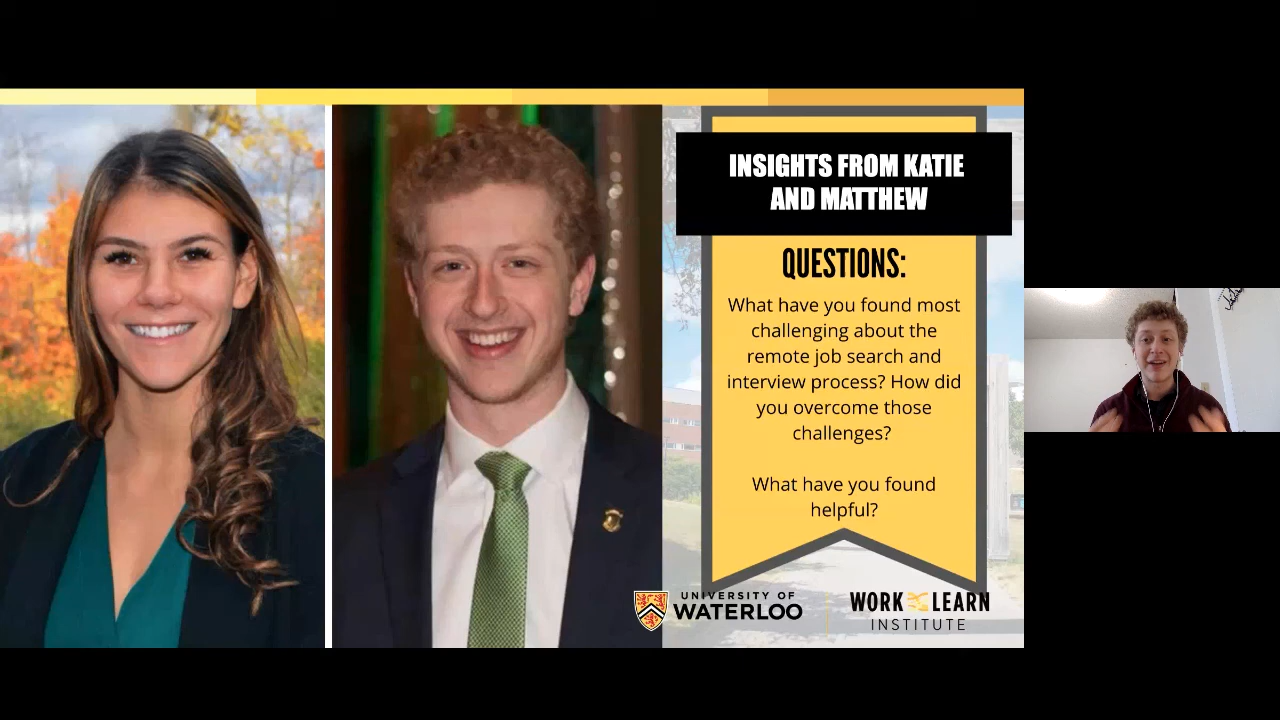 INSIGHTS FROM KATIE
AND MATTHEW
QUESTIONS:
What have you found most
challenging about the
remote job search and
interview process? How did
you overcome those
challenges?
What have you found
helpful?
UNIVERSITY OF
WATERLOO
WORK LEARN
INSTITUTE